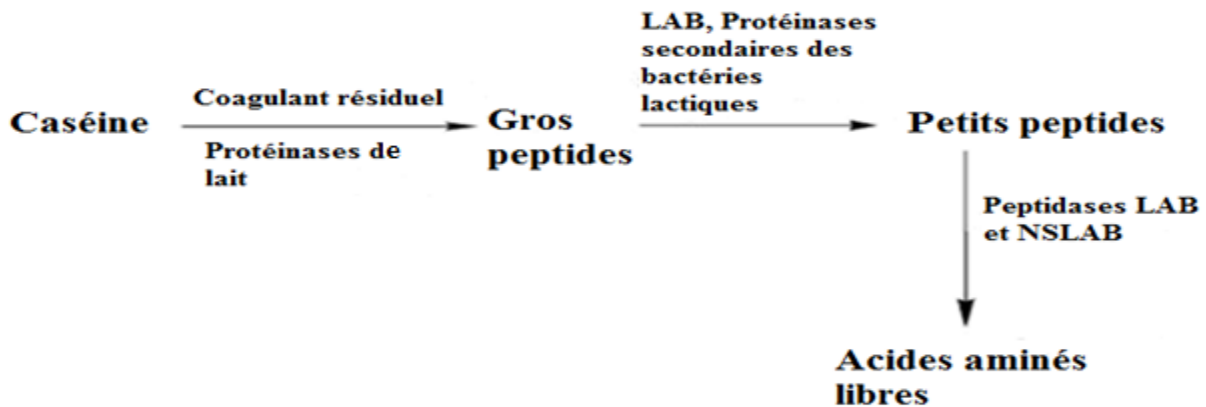 Caséine
Coagulant résiduel
Protéinases de
lait
Gros
peptides
LAB, Protéinases
secondaires des
bactéries
lactiques
Petits peptides
Peptidases LAB
et NSLAB
Acides aminés
libres